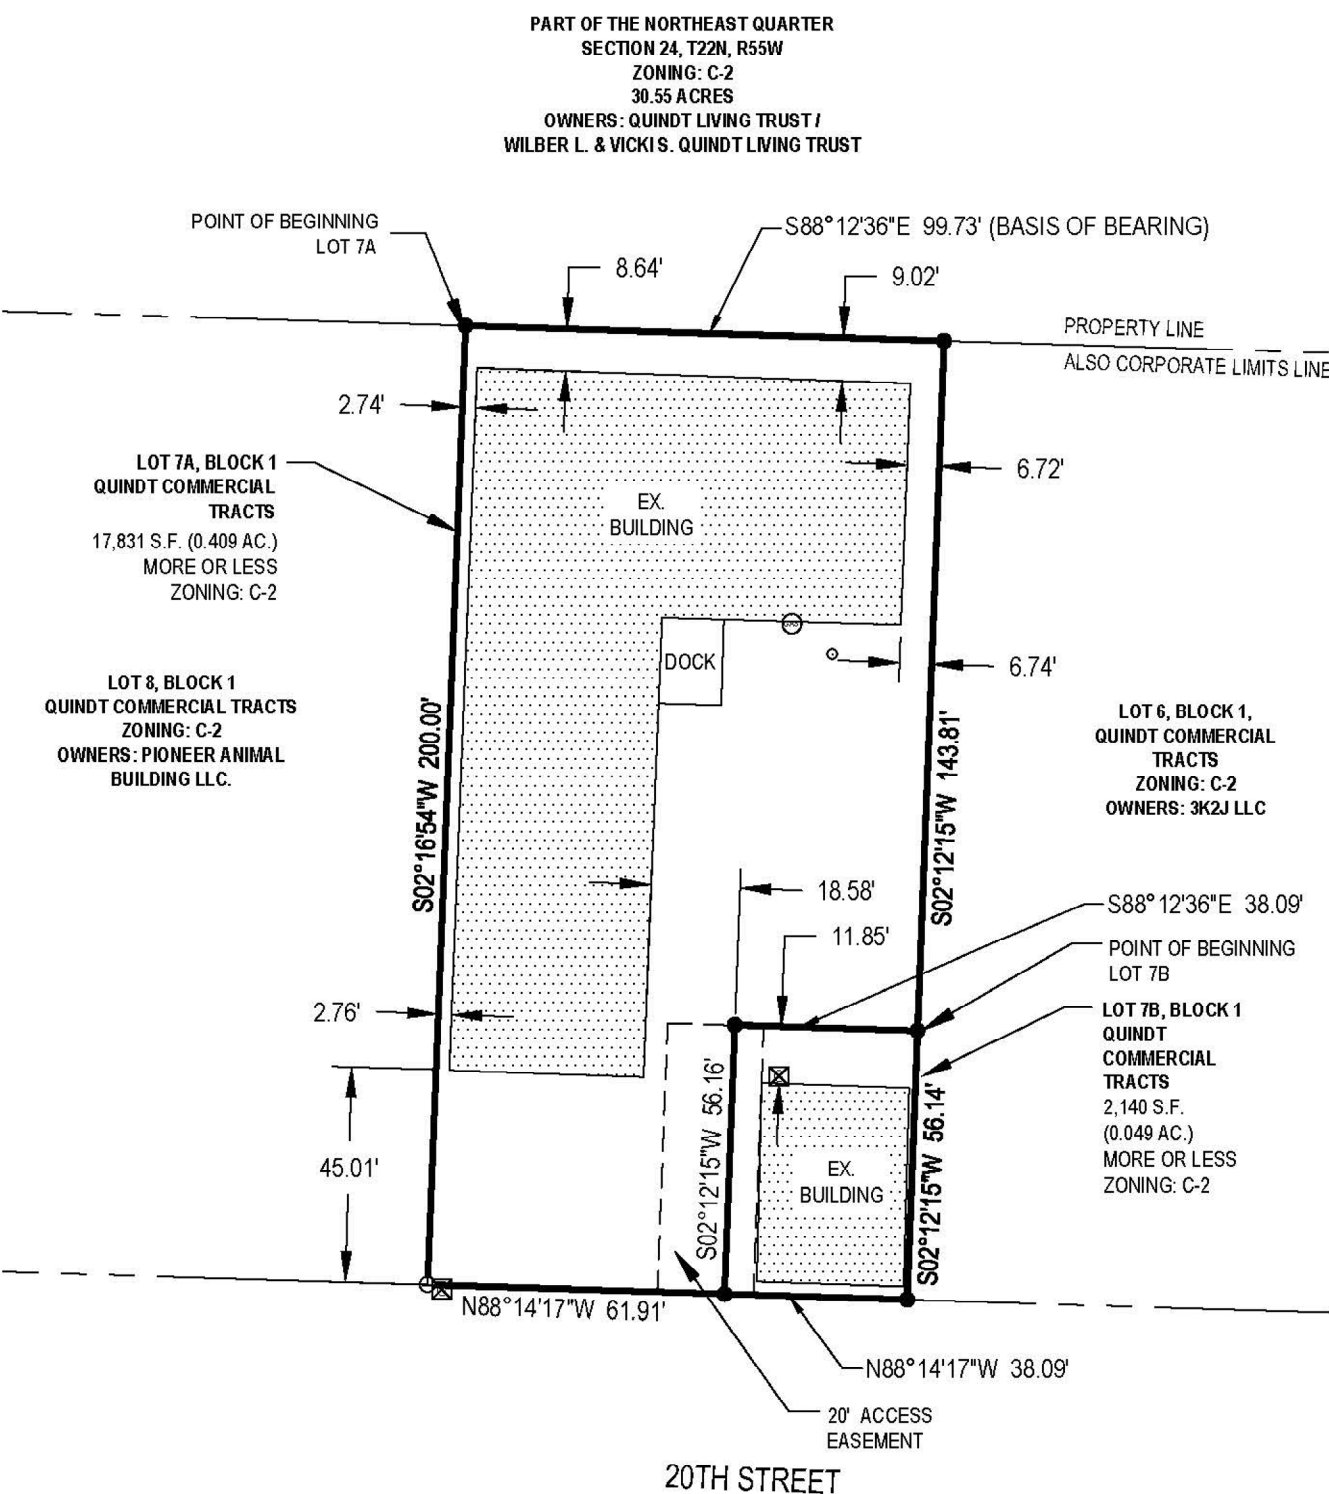 PART OF THE NORTHEAST QUARTER
SECTION 24, T22N, R55W
ZONING: C-2
30.55 ACRES
OWNERS: QUINDT LIVING TRUST /
WILBER L. & VICKI S. QUINDT LIVING TRUST
POINT OF BEGINNING
LOT 7A
S88°12'36"E 99.73' (BASIS OF BEARING)
8.64'
9.02'
PROPERTY LINE
ALSO CORPORATE LIMITS LINE
2.74'
LOT 7A, BLOCK 1
QUINDT COMMERCIAL
TRACTS
17,831 S.F. (0.409 AC.)
MORE OR LESS
ZONING: C-2
6.72'
EX.
BUILDING
DOCK
6.74'
LOT 8, BLOCK 1
QUINDT COMMERCIAL TRACTS
ZONING: C-2
OWNERS: PIONEER ANIMAL
BUILDING LLC.
S02°16'54"W 200.00'
S02°12'15"W 143.81'
LOT 6, BLOCK 1,
QUINDT COMMERCIAL
TRACTS
ZONING: C-2
OWNERS: 3K2J LLC
18.58'
11.85'
S88°12'36"E 38.09'
POINT OF BEGINNING
LOT 7B
2.76'
LOT 7B, BLOCK 1
QUINDT
COMMERCIAL
TRACTS
2,140 S.F.
(0.049 AC.)
MORE OR LESS
ZONING: C-2
45.01'
S02°12'15"W 56.16'
EX.
BUILDING
S02°12'15"W 56.14'
N88°14'17"W 61.91'
N88°14'17"W 38.09'
20' ACCESS
EASEMENT
20TH STREET